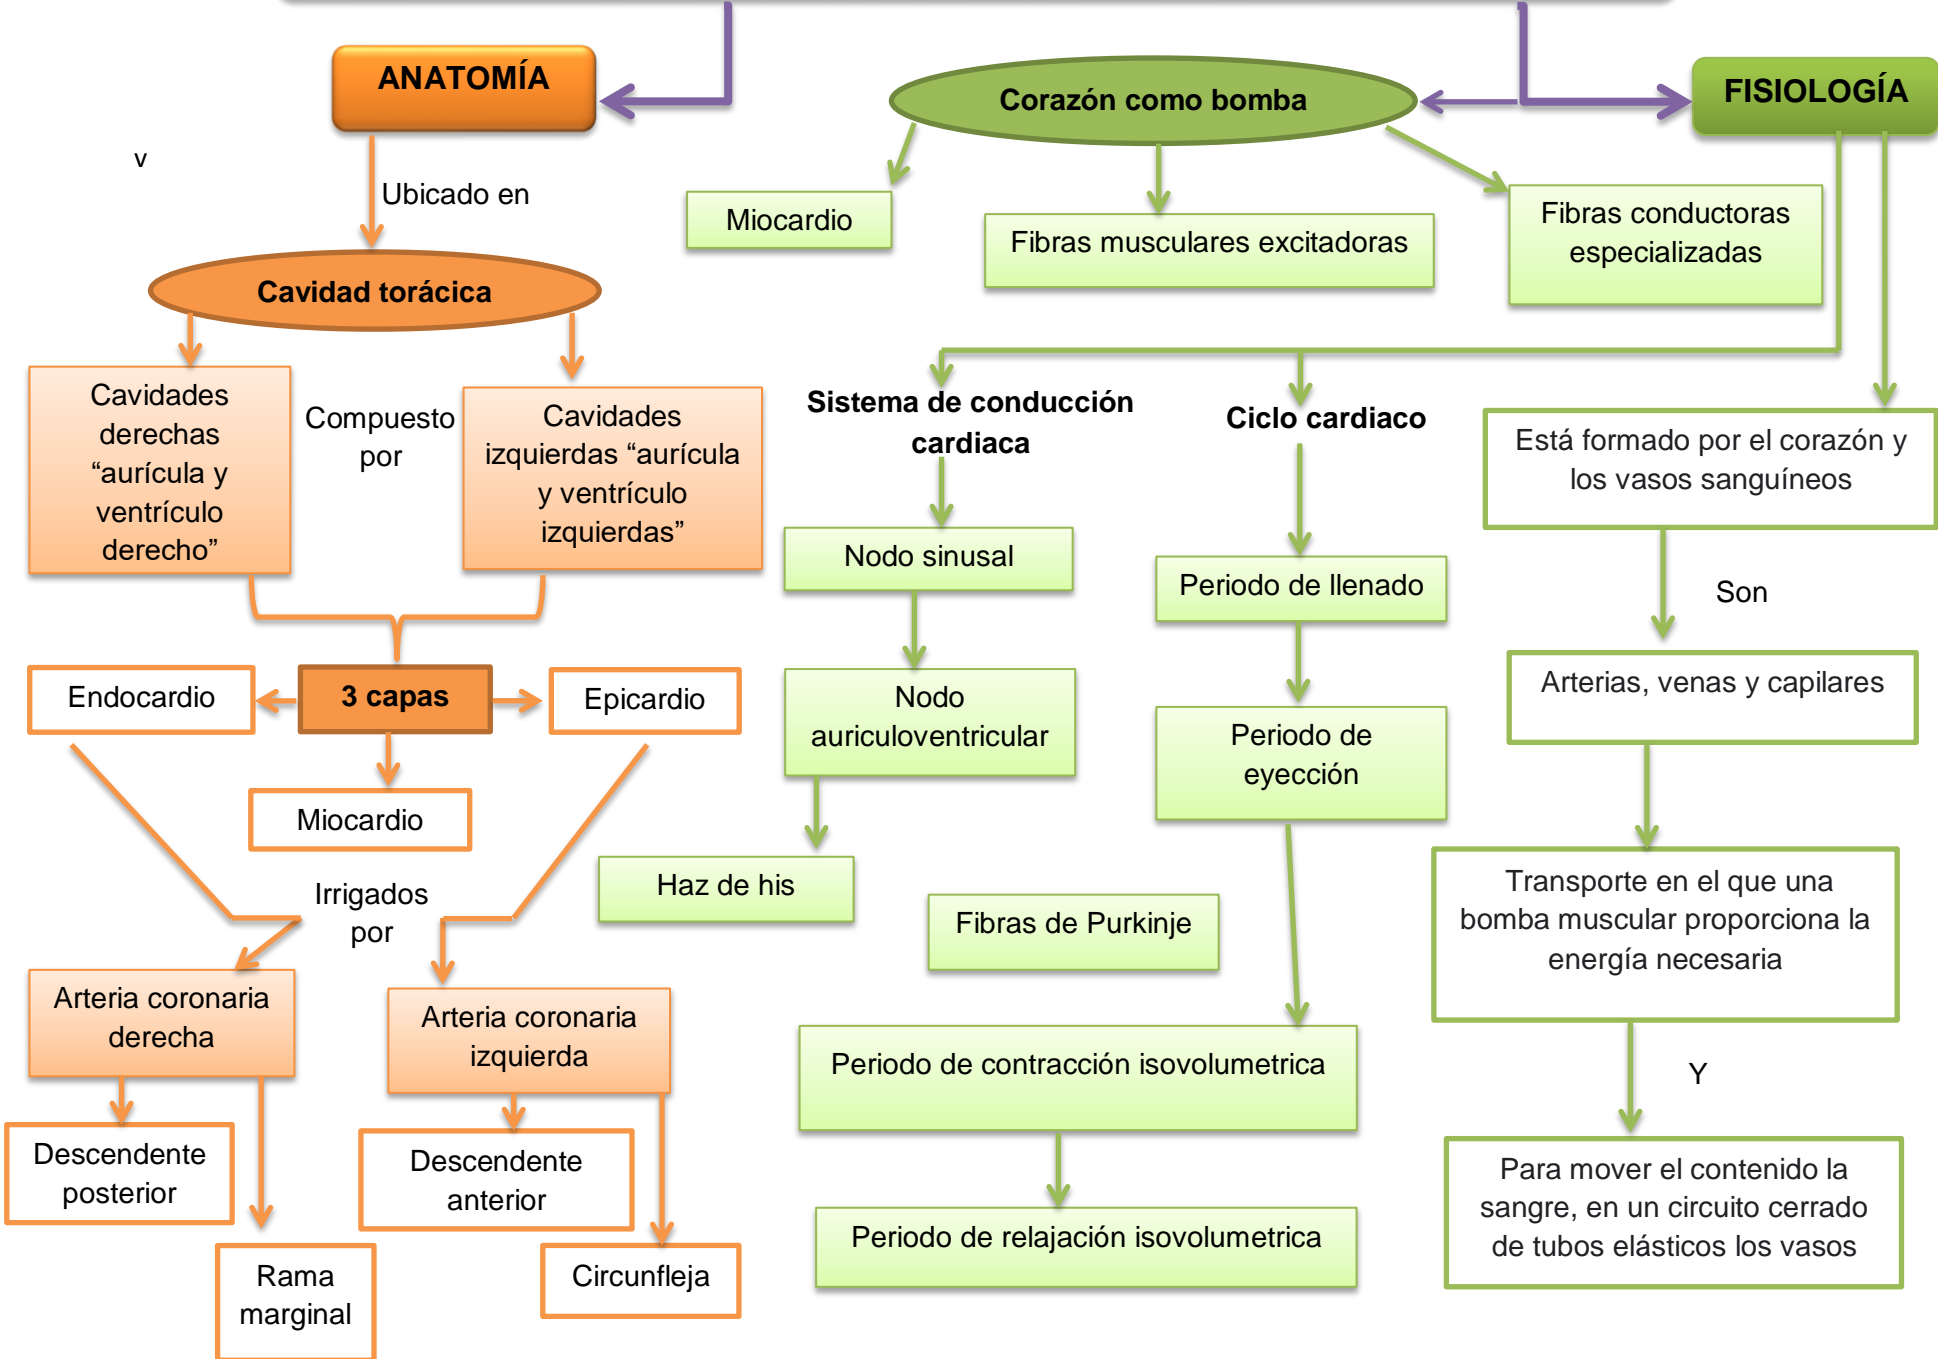 ANATOMÍA
Corazón como bomba
FISIOLOGÍA
v
Ubicado en
Miocardio
Fibras musculares excitadoras
Fibras conductoras
especializadas
Cavidad torácica
Cavidades
derechas
“aurícula y
ventrículo
derecho”
Compuesto
por
Cavidades
izquierdas “aurícula
y ventrículo
izquierdas”
Sistema de conducción
cardiaca
Ciclo cardiaco
Está formado por el corazón y
los vasos sanguíneos
Nodo sinusal
Periodo de llenado
Son
Endocardio
3 capas
Epicardio
Nodo
auriculoventricular
Periodo de
eyección
Arterias, venas y capilares
Miocardio
Irrigados
por
Haz de his
Fibras de Purkinje
Transporte en el que una
bomba muscular proporciona la
energía necesaria
Arteria coronaria
derecha
Arteria coronaria
izquierda
Periodo de contracción isovolumetrica
Y
Descendente
posterior
Descendente
anterior
Periodo de relajación isovolumetrica
Para mover el contenido la
sangre, en un circuito cerrado
de tubos elásticos los vasos
Rama
marginal
Circunfleja